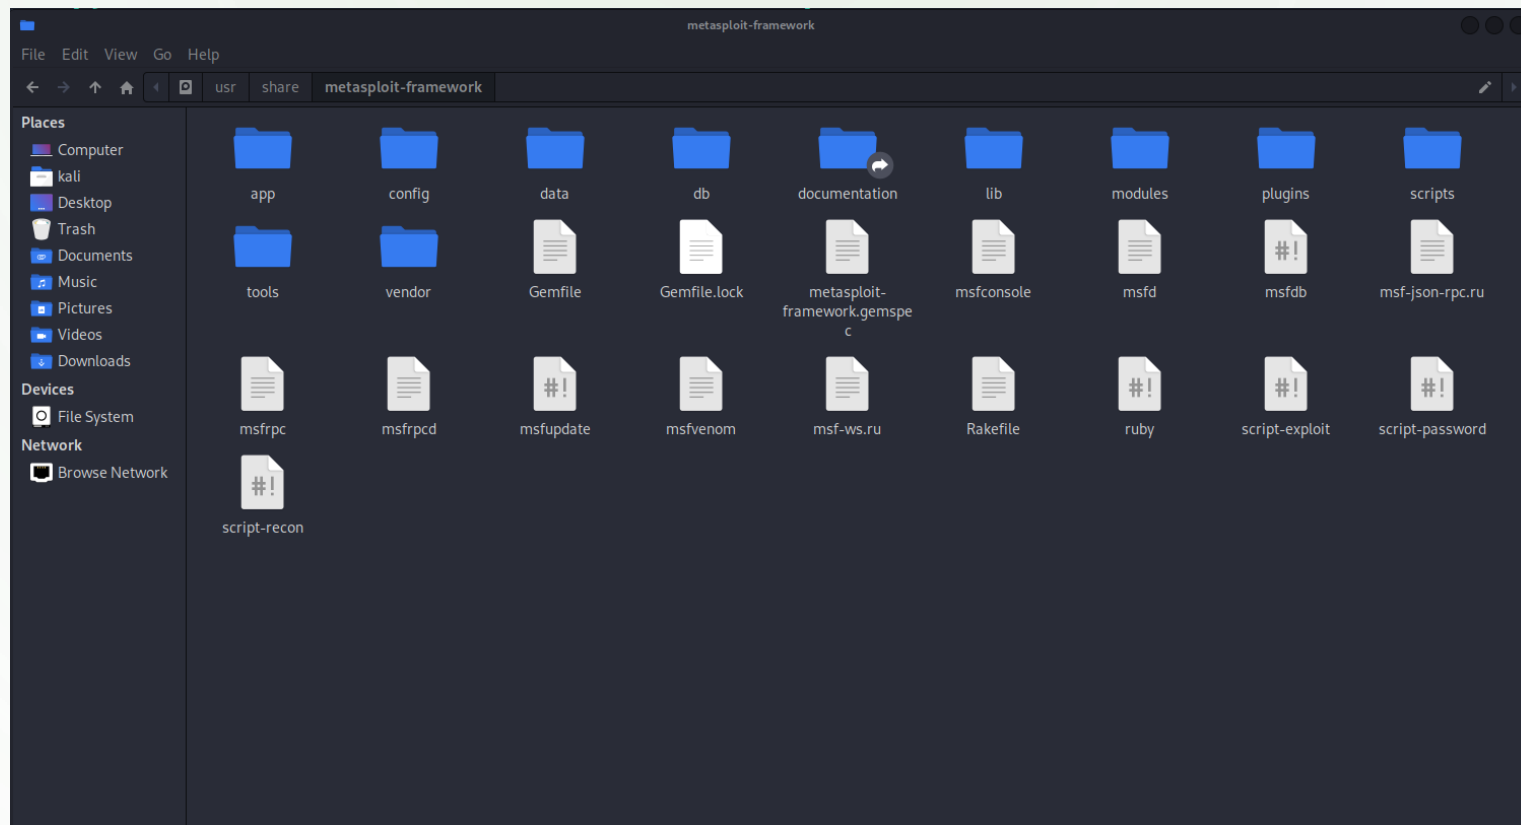 metasploit-framework
File Edit View Go Help
usr share metasploit-framework
Places
Computer
kali
Desktop
Trash
Documents
Music
Pictures
Videos
Downloads
Devices
File System
Network
Browse Network
app config data db documentation lib modules plugins scripts
tools vendor Gemfile Gemfile.lock metasploit- msfconsole msfd msfdb msf-json-rpc.ru
framework.gemspe
c
#!
msfrpc msfrpcd msfupdate msfvenom msf-ws.ru Rakefile ruby script-exploit script-password
#! #! #! #!
script-recon
#!